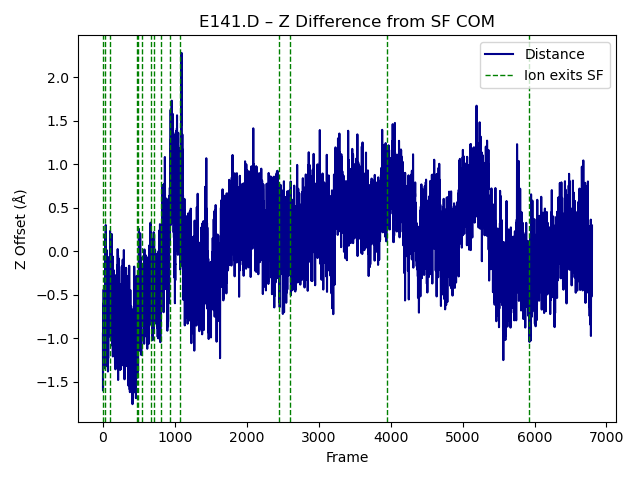 E141.D – Z Difference from SF COM
Distance
Ion exits SF
Z Offset (Å)
2.0
1.5
1.0
0.5
0.0
−0.5
−1.0
−1.5
0 1000 2000 3000 4000 5000 6000 7000
Frame